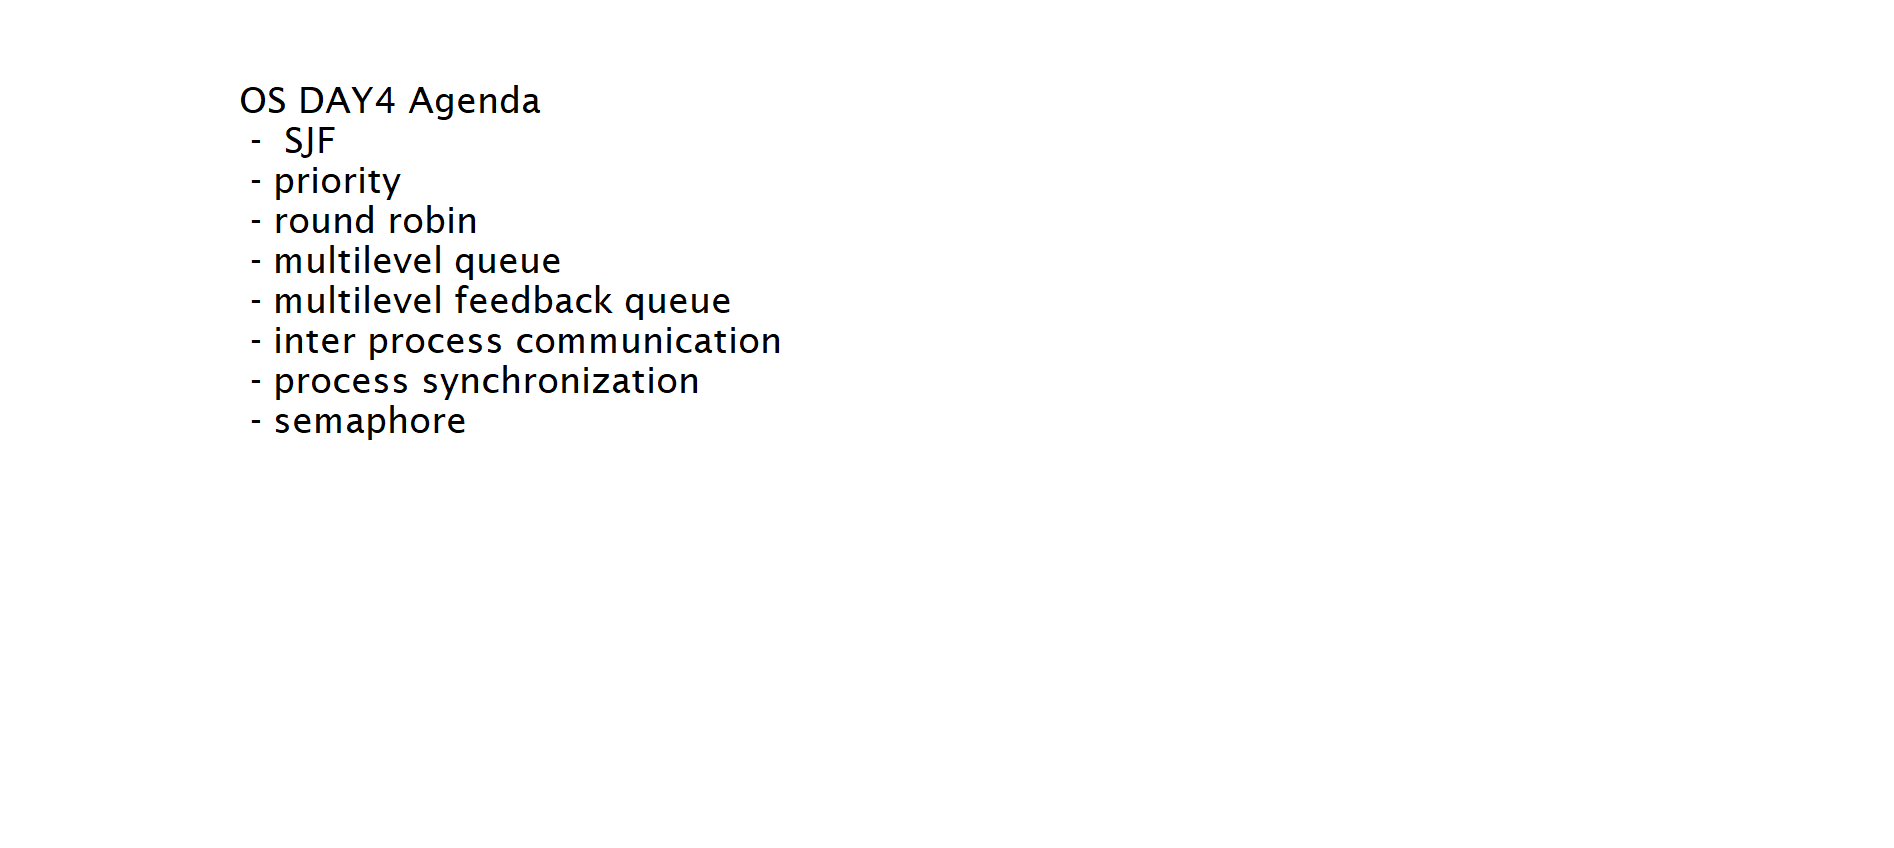 OS DAY4 Agenda
- SJF
- priority
- round robin
- multilevel queue
- multilevel feedback queue
- inter process communication
- process synchronization
- semaphore